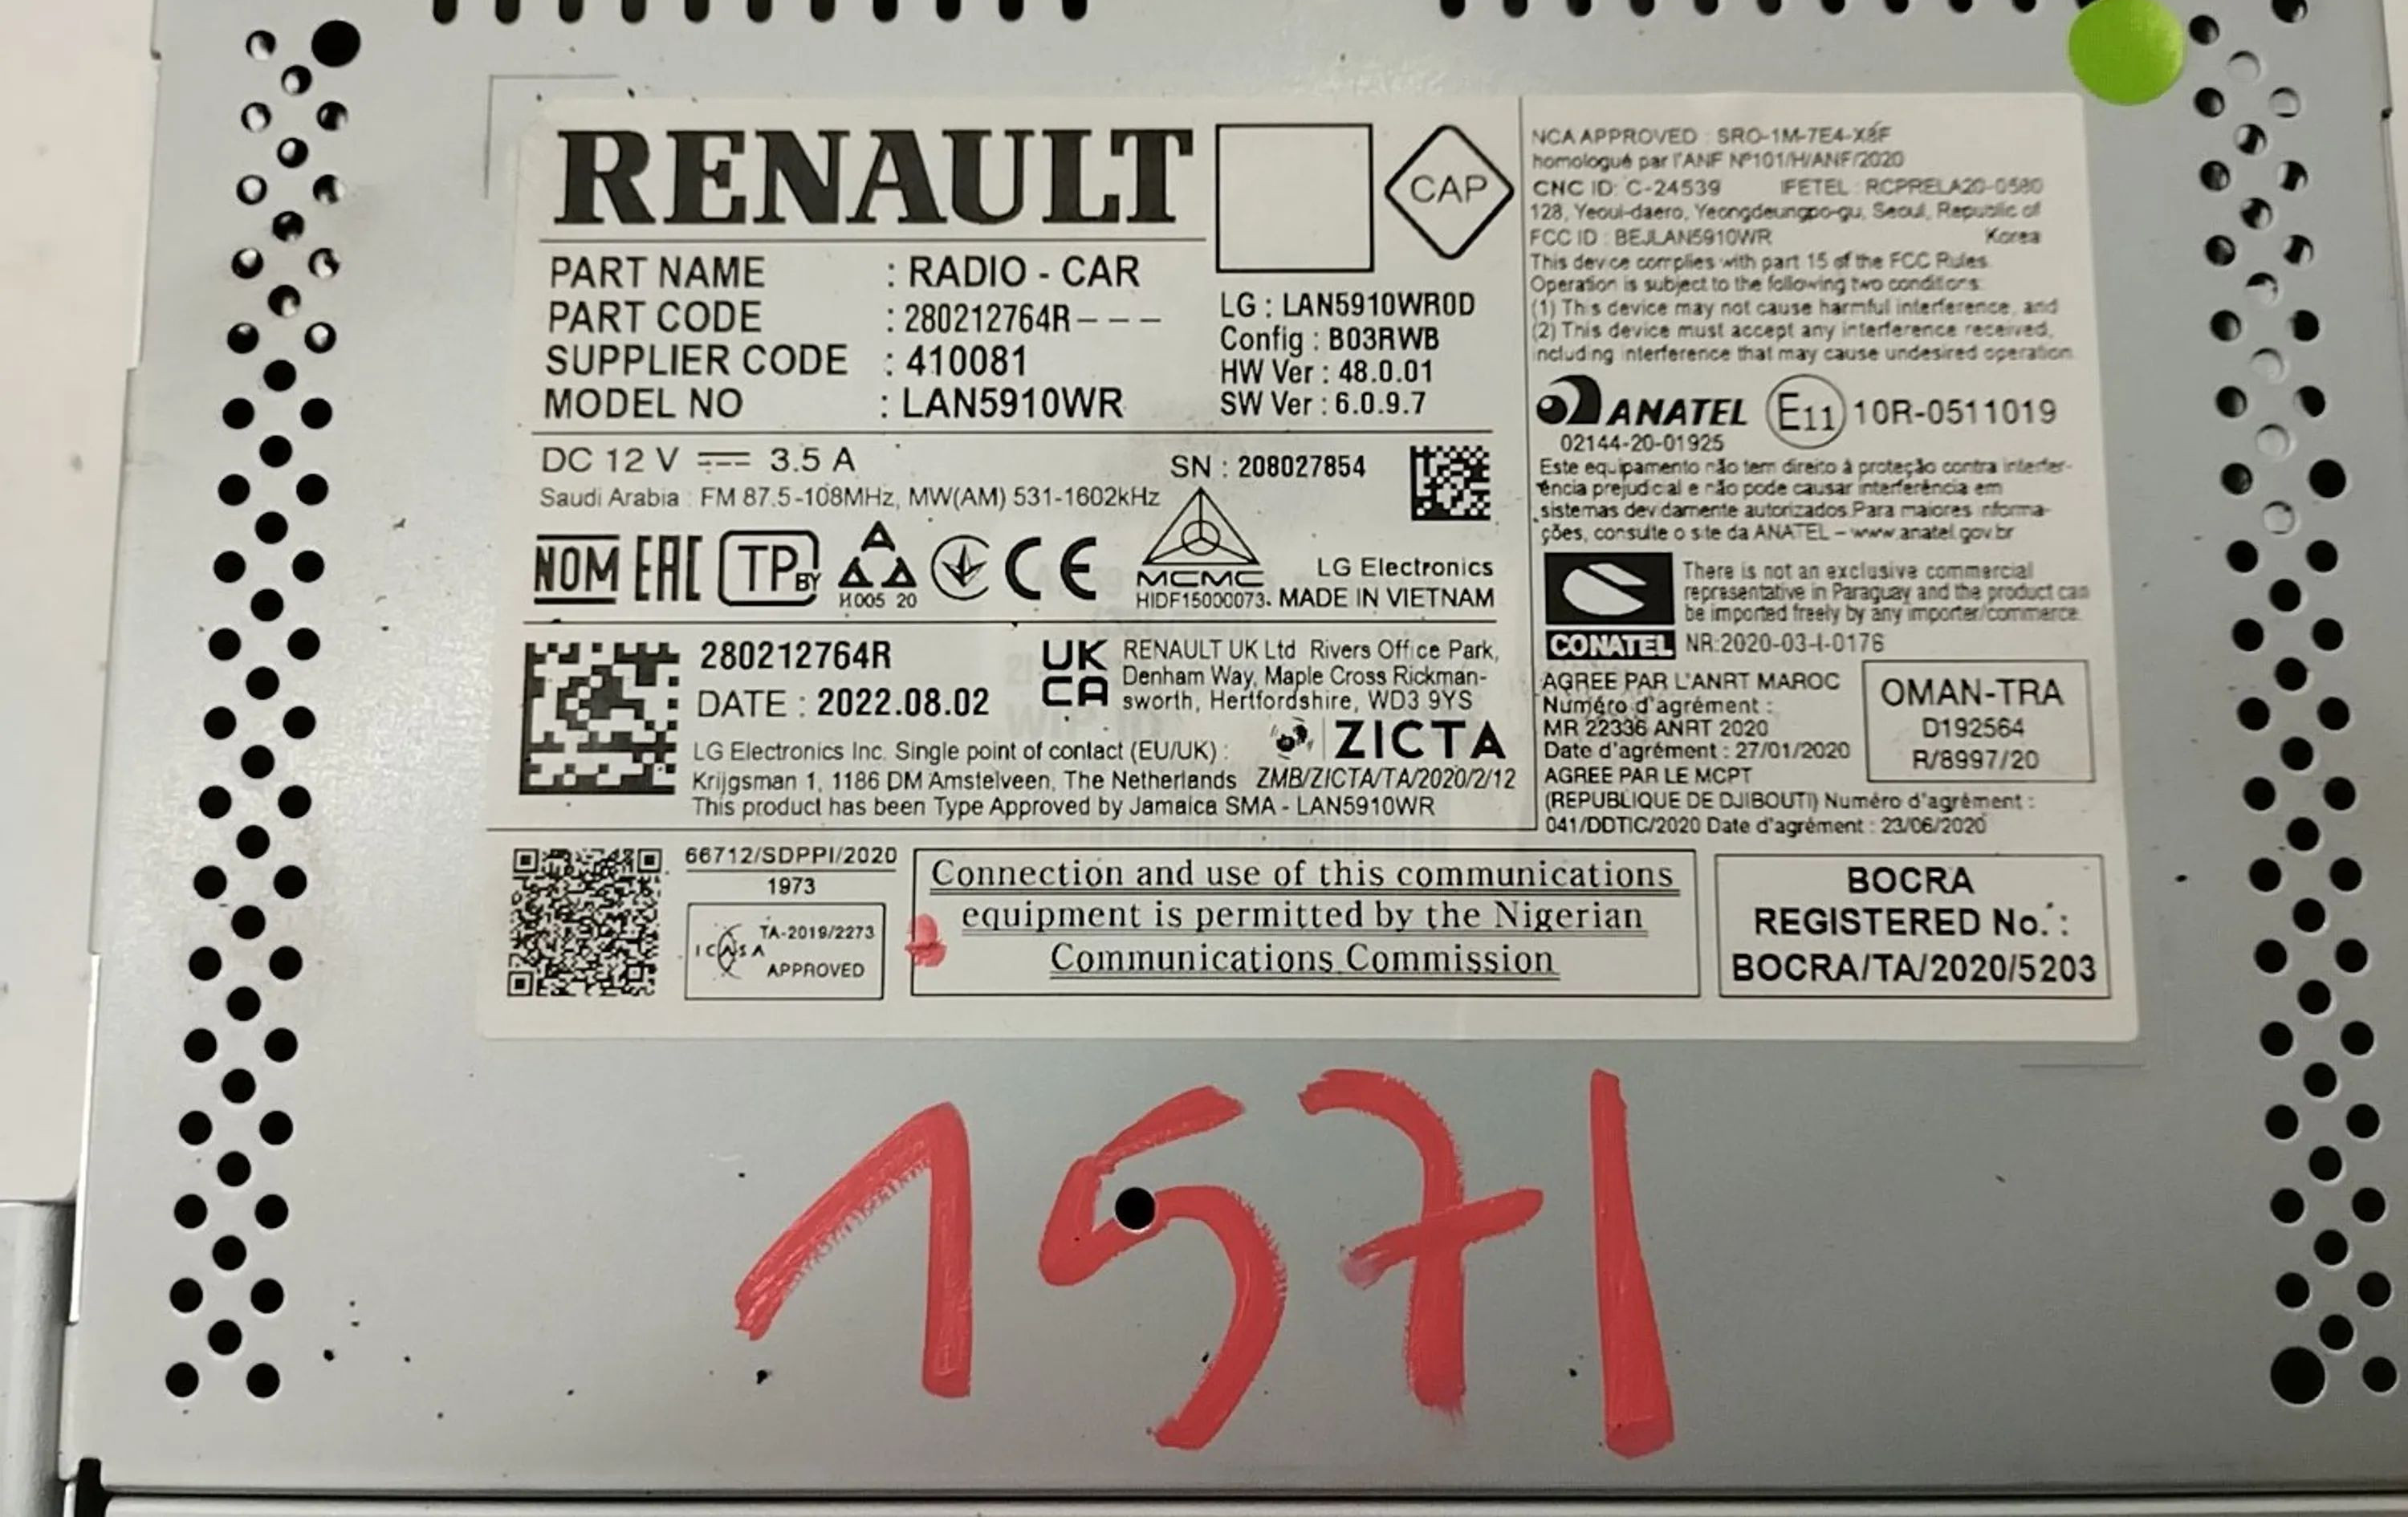 RENAULT
CAP
PART NAME : RADIO - CAR
PART CODE : 280212764R---
SUPPLIER CODE : 410081
MODEL NO : LAN5910WR
LG : LAN5910WR0D
Config : B03RWB
HW Ver : 48.0.01
SW Ver : 6.0.9.7
DC 12 V 3.5 A
SN : 208027854
Saudi Arabia : FM 87.5-108MHz, MW(AM) 531-1602kHz
NOM EAC TP BY
И005 20
CE
MCMC
HIDF15000073
LG Electronics
MADE IN VIETNAM
280212764R
DATE : 2022.08.02
UK
CA
RENAULT UK Ltd Rivers Office Park,
Denham Way, Maple Cross Rickman-
sworth, Hertfordshire, WD3 9YS
ZICTA
ZMB/ZICTA/TA/2020/2/12
LG Electronics Inc. Single point of contact (EU/UK) :
Krijgsman 1, 1186 DM Amstelveen, The Netherlands
This product has been Type Approved by Jamaica SMA - LAN5910WR
NCA APPROVED : SRO-1M-7E4-X8F
homologué par l'ANF Nº101/H/ANF/2020
CNC ID: C-24539 IFETEL : RCPRELA20-0580
128, Yeoui-daero, Yeongdeungpo-gu, Seoul, Republic of
Korea
FCC ID : BEJLAN5910WR
This device complies with part 15 of the FCC Rules.
Operation is subject to the following two conditions:
(1) This device may not cause harmful interference, and
(2) This device must accept any interference received,
including interference that may cause undesired operation.
ANATEL
02144-20-01925
E11 10R-0511019
Este equipamento não tem direito à proteção contra interfer-
ência prejudicial e não pode causar interferência em
sistemas devidamente autorizados.Para maiores informa-
ções, consulte o site da ANATEL – www.anatel.gov.br
CONATEL
There is not an exclusive commercial
representative in Paraguay and the product can
be imported freely by any importer/commerce.
NR:2020-03-I-0176
AGREE PAR L'ANRT MAROC
Numéro d'agrément :
MR 22336 ANRT 2020
Date d'agrément : 27/01/2020
AGREE PAR LE MCPT
(REPUBLIQUE DE DJIBOUTI) Numéro d'agrément :
041/DDTIC/2020 Date d'agrément : 23/06/2020
OMAN-TRA
D192564
R/8997/20
66712/SDPPI/2020
1973
ICASA
TA-2019/2273
APPROVED
Connection and use of this communications
equipment is permitted by the Nigerian
Communications Commission
BOCRA
REGISTERED No. :
BOCRA/TA/2020/5203
1571